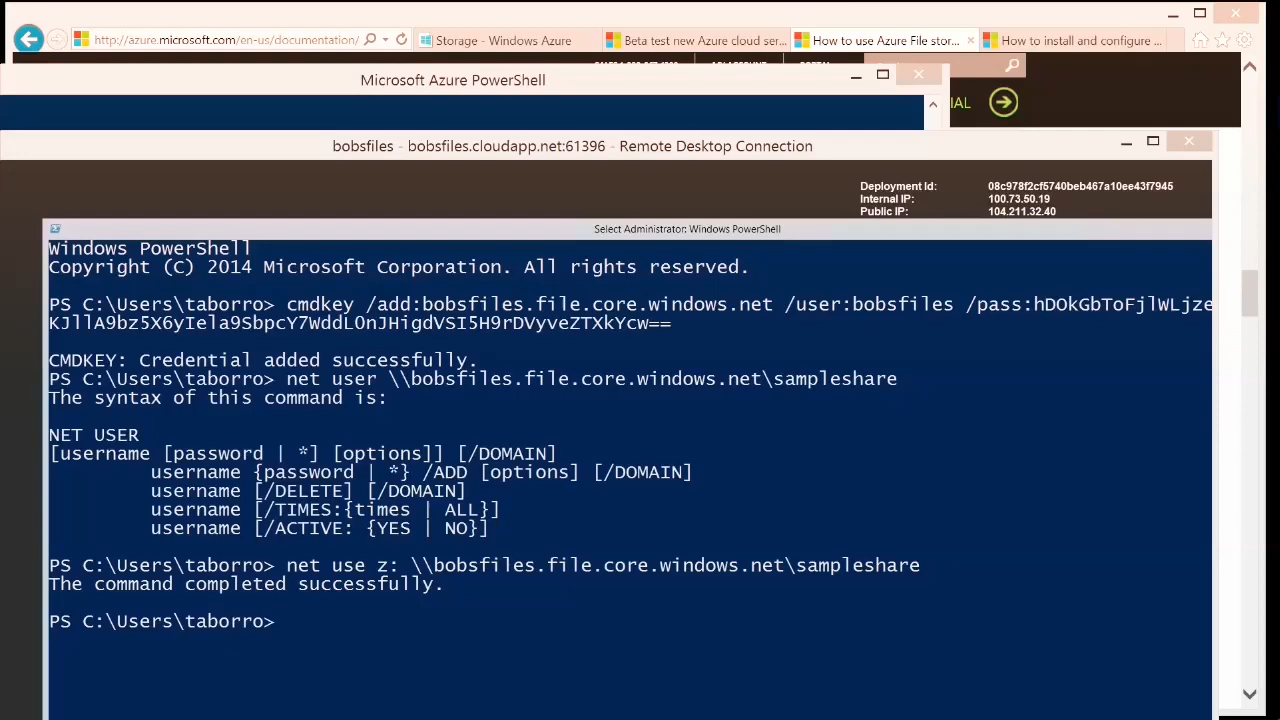 http://azure.microsoft.com/en-us/documentation/
Storage - Windows Azure
Beta test new Azure cloud ser...
How to use Azure File stor...
How to install and configure ...
Microsoft Azure PowerShell
IAL
bobsfiles - bobsfiles.cloudapp.net:61396 - Remote Desktop Connection
Deployment Id: 08c978f2cf5740beb467a10ee43f7945
Internal IP: 100.73.50.19
Public IP: 104.211.32.40
Select Administrator: Windows PowerShell
Windows PowerShell
Copyright (C) 2014 Microsoft Corporation. All rights reserved.
PS C:\Users\taborro> cmdkey /add:bobsfiles.file.core.windows.net /user:bobsfiles /pass:hDOkGbToFjlWLjze
KJllA9bz5X6yIela9SbpcY7WddL0nJHigdVSI5H9rDVyveZTXkYcw==
CMDKEY: Credential added successfully.
PS C:\Users\taborro> net user \\bobsfiles.file.core.windows.net\sampleshare
The syntax of this command is:
NET USER
[username [password | *] [options]] [/DOMAIN]
username {password | *} /ADD [options] [/DOMAIN]
username [/DELETE] [/DOMAIN]
username [/TIMES:{times | ALL}]
username [/ACTIVE: {YES | NO}]
PS C:\Users\taborro> net use z: \\bobsfiles.file.core.windows.net\sampleshare
The command completed successfully.
PS C:\Users\taborro>